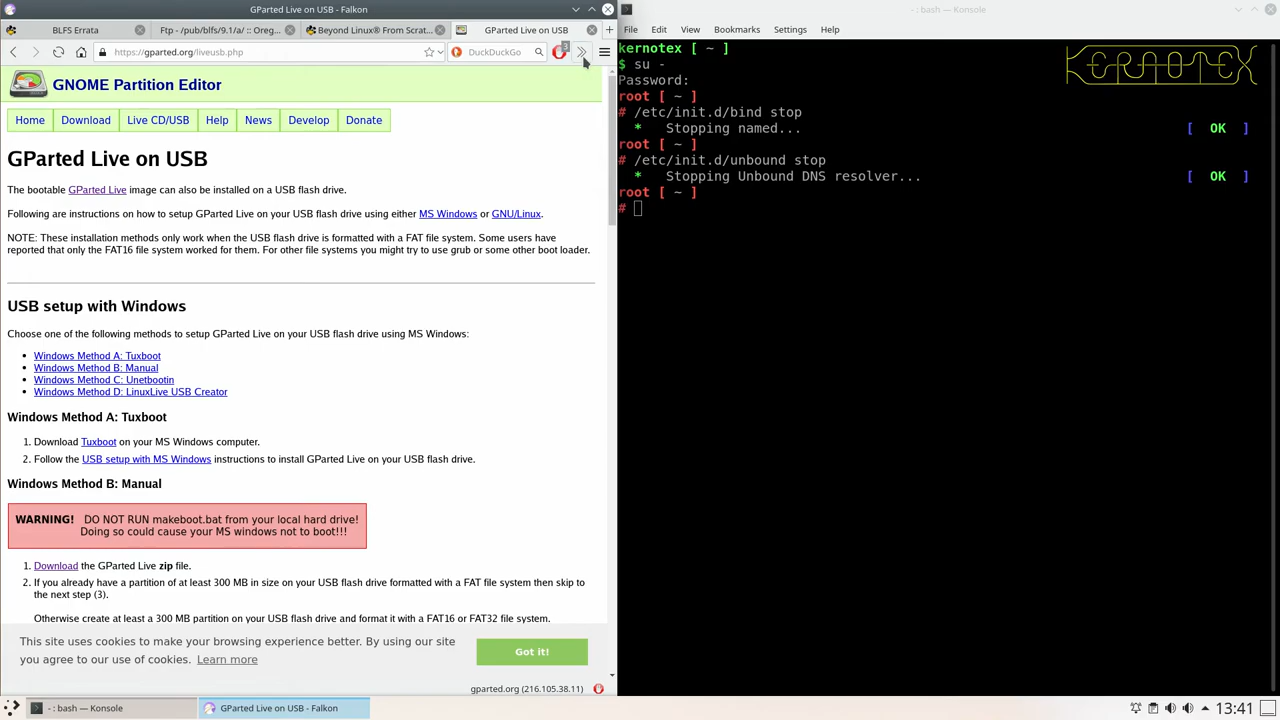 GParted Live on USB - Falkon
BLFS Errata
Ftp - /pub/blfs/9.1/a/ :: Oreg...
Beyond Linux® From Scrat...
GParted Live on USB
https://gparted.org/liveusb.php
DuckDuckGo
3
GNOME Partition Editor
Home
Download
Live CD/USB
Help
News
Develop
Donate
GParted Live on USB
The bootable GParted Live image can also be installed on a USB flash drive.
Following are instructions on how to setup GParted Live on your USB flash drive using either MS Windows or GNU/Linux.
NOTE: These installation methods only work when the USB flash drive is formatted with a FAT file system. Some users have
reported that only the FAT16 file system worked for them. For other file systems you might try to use grub or some other boot loader.
USB setup with Windows
Choose one of the following methods to setup GParted Live on your USB flash drive using MS Windows:
• Windows Method A: Tuxboot
• Windows Method B: Manual
• Windows Method C: Unetbootin
• Windows Method D: LinuxLive USB Creator
Windows Method A: Tuxboot
1. Download Tuxboot on your MS Windows computer.
2. Follow the USB setup with MS Windows instructions to install GParted Live on your USB flash drive.
Windows Method B: Manual
WARNING! DO NOT RUN makeboot.bat from your local hard drive!
Doing so could cause your MS windows not to boot!!!
1. Download the GParted Live zip file.
2. If you already have a partition of at least 300 MB in size on your USB flash drive formatted with a FAT file system then skip to
the next step (3).
Otherwise create at least a 300 MB partition on your USB flash drive and format it with a FAT16 or FAT32 file system.
This site uses cookies to make your browsing experience better. By using our site
you agree to our use of cookies. Learn more
Got it!
gparted.org (216.105.38.11)
- : bash — Konsole
File Edit View Bookmarks Settings Help
kernotex [ ~ ]
$ su -
Password:
root [ ~ ]
# /etc/init.d/bind stop
* Stopping named... [ OK ]
root [ ~ ]
# /etc/init.d/unbound stop
* Stopping Unbound DNS resolver... [ OK ]
root [ ~ ]
#
KERNOTEX
- : bash — Konsole
GParted Live on USB - Falkon
13:41